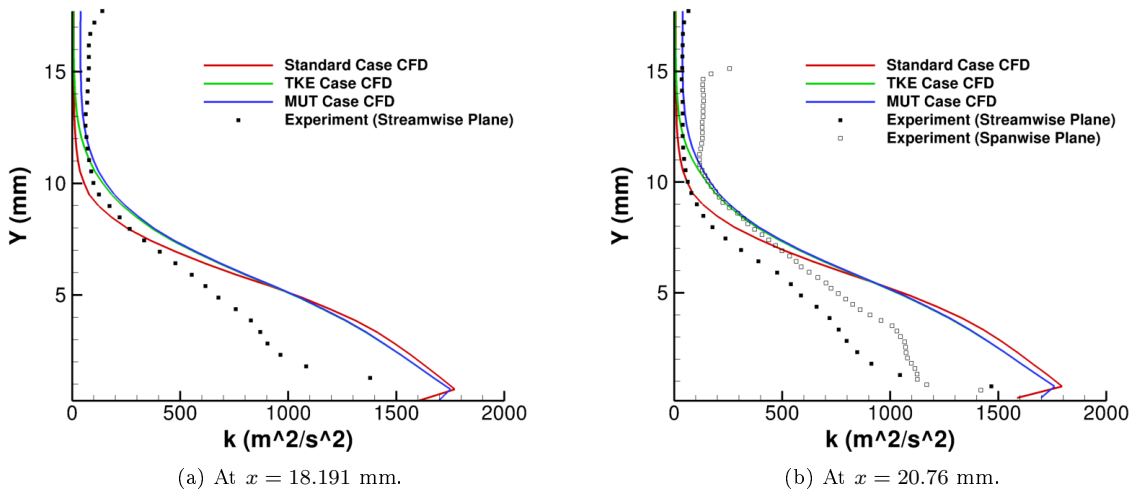 15
10
5
0
500
1000
1500
2000
Y (mm)
k (m^2/s^2)
Standard Case CFD
TKE Case CFD
MUT Case CFD
Experiment (Streamwise Plane)
(a) At x = 18.191 mm.
15
10
5
0
500
1000
1500
2000
Y (mm)
k (m^2/s^2)
Standard Case CFD
TKE Case CFD
MUT Case CFD
Experiment (Streamwise Plane)
Experiment (Spanwise Plane)
(b) At x = 20.76 mm.